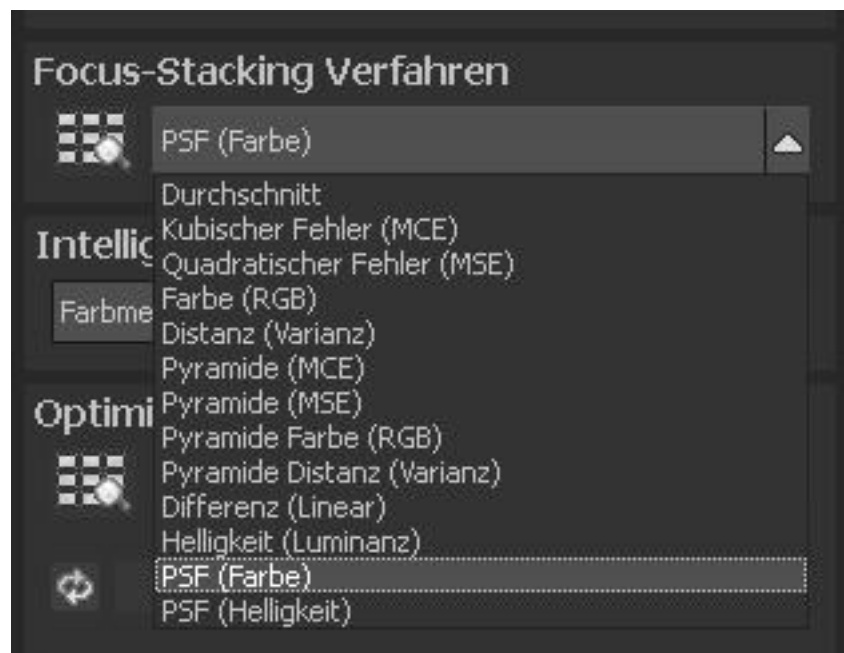 Focus-Stacking Verfahren
PSF (Farbe)
Durchschnitt
Kubischer Fehler (MCE)
Quadratischer Fehler (MSE)
Farbe (RGB)
Distanz (Varianz)
Pyramide (MCE)
Pyramide (MSE)
Pyramide Farbe (RGB)
Pyramide Distanz (Varianz)
Differenz (Linear)
Helligkeit (Luminanz)
PSF (Farbe)
PSF (Helligkeit)